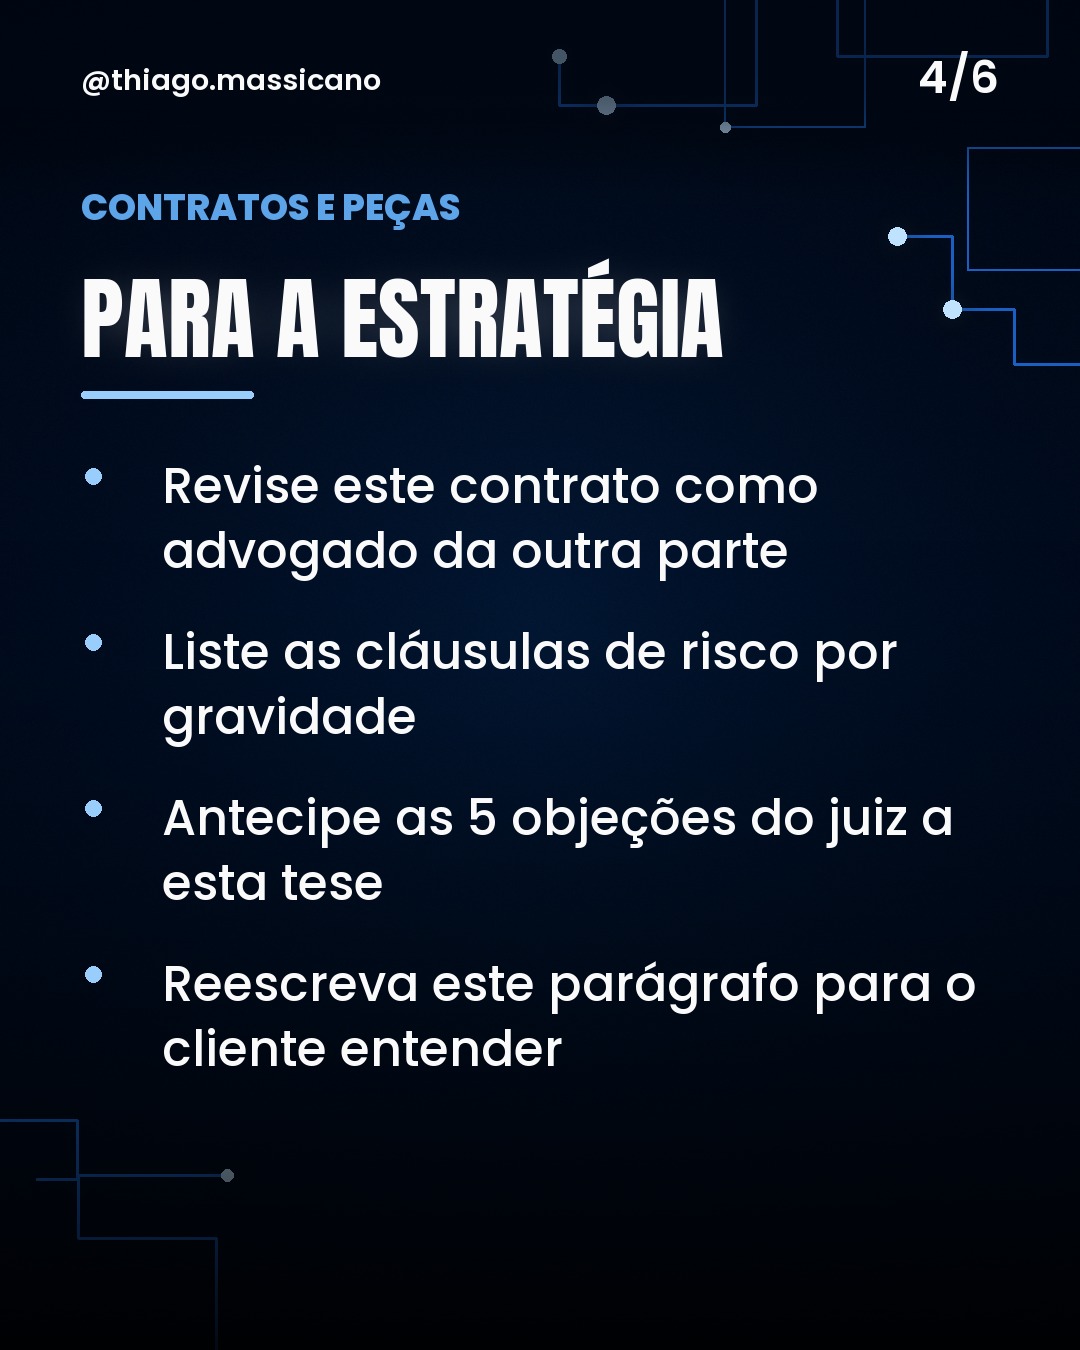 @thiago.massicano
4/6
CONTRATOS E PEÇAS
PARA A ESTRATÉGIA
• Revise este contrato como
advogado da outra parte
• Liste as cláusulas de risco por
gravidade
• Antecipe as 5 objeções do juiz a
esta tese
• Reescreva este parágrafo para o
cliente entender